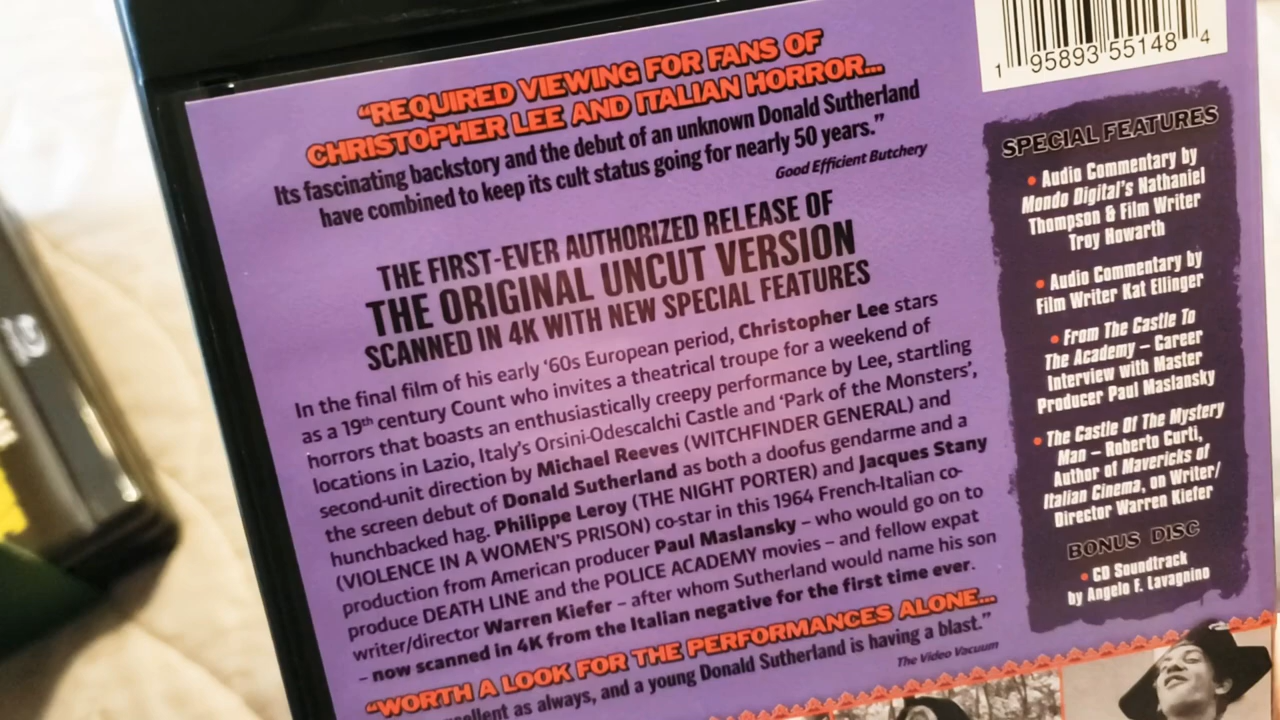 “REQUIRED VIEWING FOR FANS OF
CHRISTOPHER LEE AND ITALIAN HORROR...
Its fascinating backstory and the debut of an unknown Donald Sutherland
have combined to keep its cult status going for nearly 50 years.”
Good Efficient Butchery
THE FIRST-EVER AUTHORIZED RELEASE OF
THE ORIGINAL UNCUT VERSION
SCANNED IN 4K WITH NEW SPECIAL FEATURES
In the final film of his early ‘60s European period, Christopher Lee stars
as a 19th century Count who invites a theatrical troupe for a weekend of
horrors that boasts an enthusiastically creepy performance by Lee, startling
locations in Lazio, Italy’s Orsini-Odescalchi Castle and ‘Park of the Monsters’,
second-unit direction by Michael Reeves (WITCHFINDER GENERAL) and
the screen debut of Donald Sutherland as both a doofus gendarme and a
hunchbacked hag. Philippe Leroy (THE NIGHT PORTER) and Jacques Stany
(VIOLENCE IN A WOMEN’S PRISON) co-star in this 1964 French-Italian co-
production from American producer Paul Maslansky – who would go on to
produce DEATH LINE and the POLICE ACADEMY movies – and fellow expat
writer/director Warren Kiefer – after whom Sutherland would name his son
– now scanned in 4K from the Italian negative for the first time ever.
“WORTH A LOOK FOR THE PERFORMANCES ALONE...
as always, and a young Donald Sutherland is having a blast.”
The Video Vacuum
1 95893 55148 4
SPECIAL FEATURES
• Audio Commentary by
Mondo Digital’s Nathaniel
Thompson & Film Writer
Troy Howarth
• Audio Commentary by
Film Writer Kat Ellinger
• From The Castle To
The Academy – Career
Interview with Master
Producer Paul Maslansky
• The Castle Of The Mystery
Man – Roberto Curti,
Author of Mavericks of
Italian Cinema, on Writer/
Director Warren Kiefer
BONUS DISC
• CD Soundtrack
by Angelo F. Lavagnino